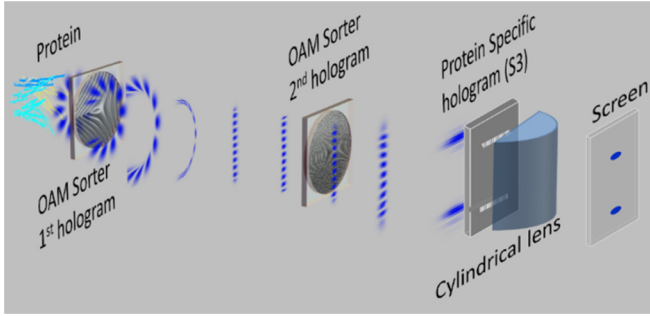 Protein
OAM Sorter
1st hologram
OAM Sorter
2nd hologram
Protein Specific
hologram (S3)
Cylindrical lens
Screen